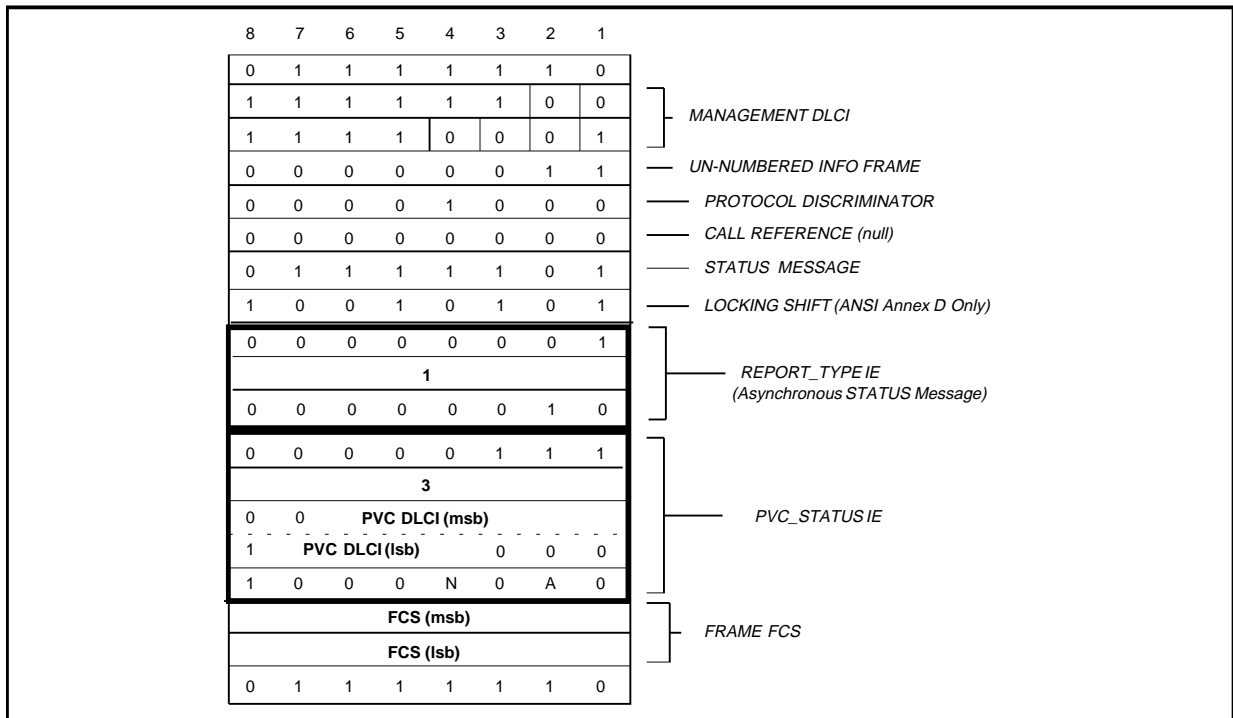 8 7 6 5 4 3 2 1
0 1 1 1 1 1 1 0
1 1 1 1 1 1 0 0
MANAGEMENT DLCI
1 1 1 1 0 0 0 1
0 0 0 0 0 0 1 1 UN-NUMBERED INFO FRAME
0 0 0 0 1 0 0 0 PROTOCOL DISCRIMINATOR
0 0 0 0 0 0 0 0 CALL REFERENCE (null)
0 1 1 1 1 1 0 1 STATUS MESSAGE
1 0 0 1 0 1 0 1 LOCKING SHIFT (ANSI Annex D Only)
0 0 0 0 0 0 0 1
1 REPORT_TYPE IE
(Asynchronous STATUS Message)
0 0 0 0 0 0 1 0
0 0 0 0 0 1 1 1
3
0 0 PVC DLCI (msb) PVC_STATUS IE
1 PVC DLCI (lsb) 0 0 0
1 0 0 0 N 0 A 0
FCS (msb)
FRAME FCS
FCS (lsb)
0 1 1 1 1 1 1 0